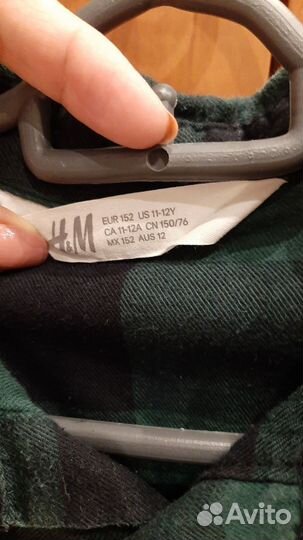 H&M
EUR 152 US 11-12Y
CA 11-12A CN 150/76
MX 152 AUS 12
Avito